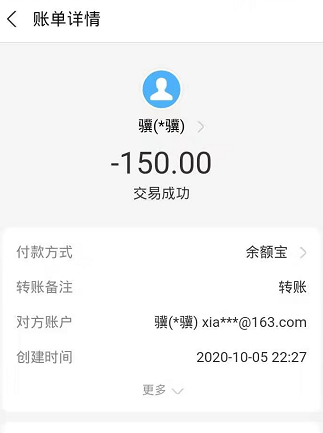 账单详情
骥(*骥)
-150.00
交易成功
付款方式 余额宝
转账备注 转账
对方账户 骥(*骥) xia***@163.com
创建时间 2020-10-05 22:27
更多